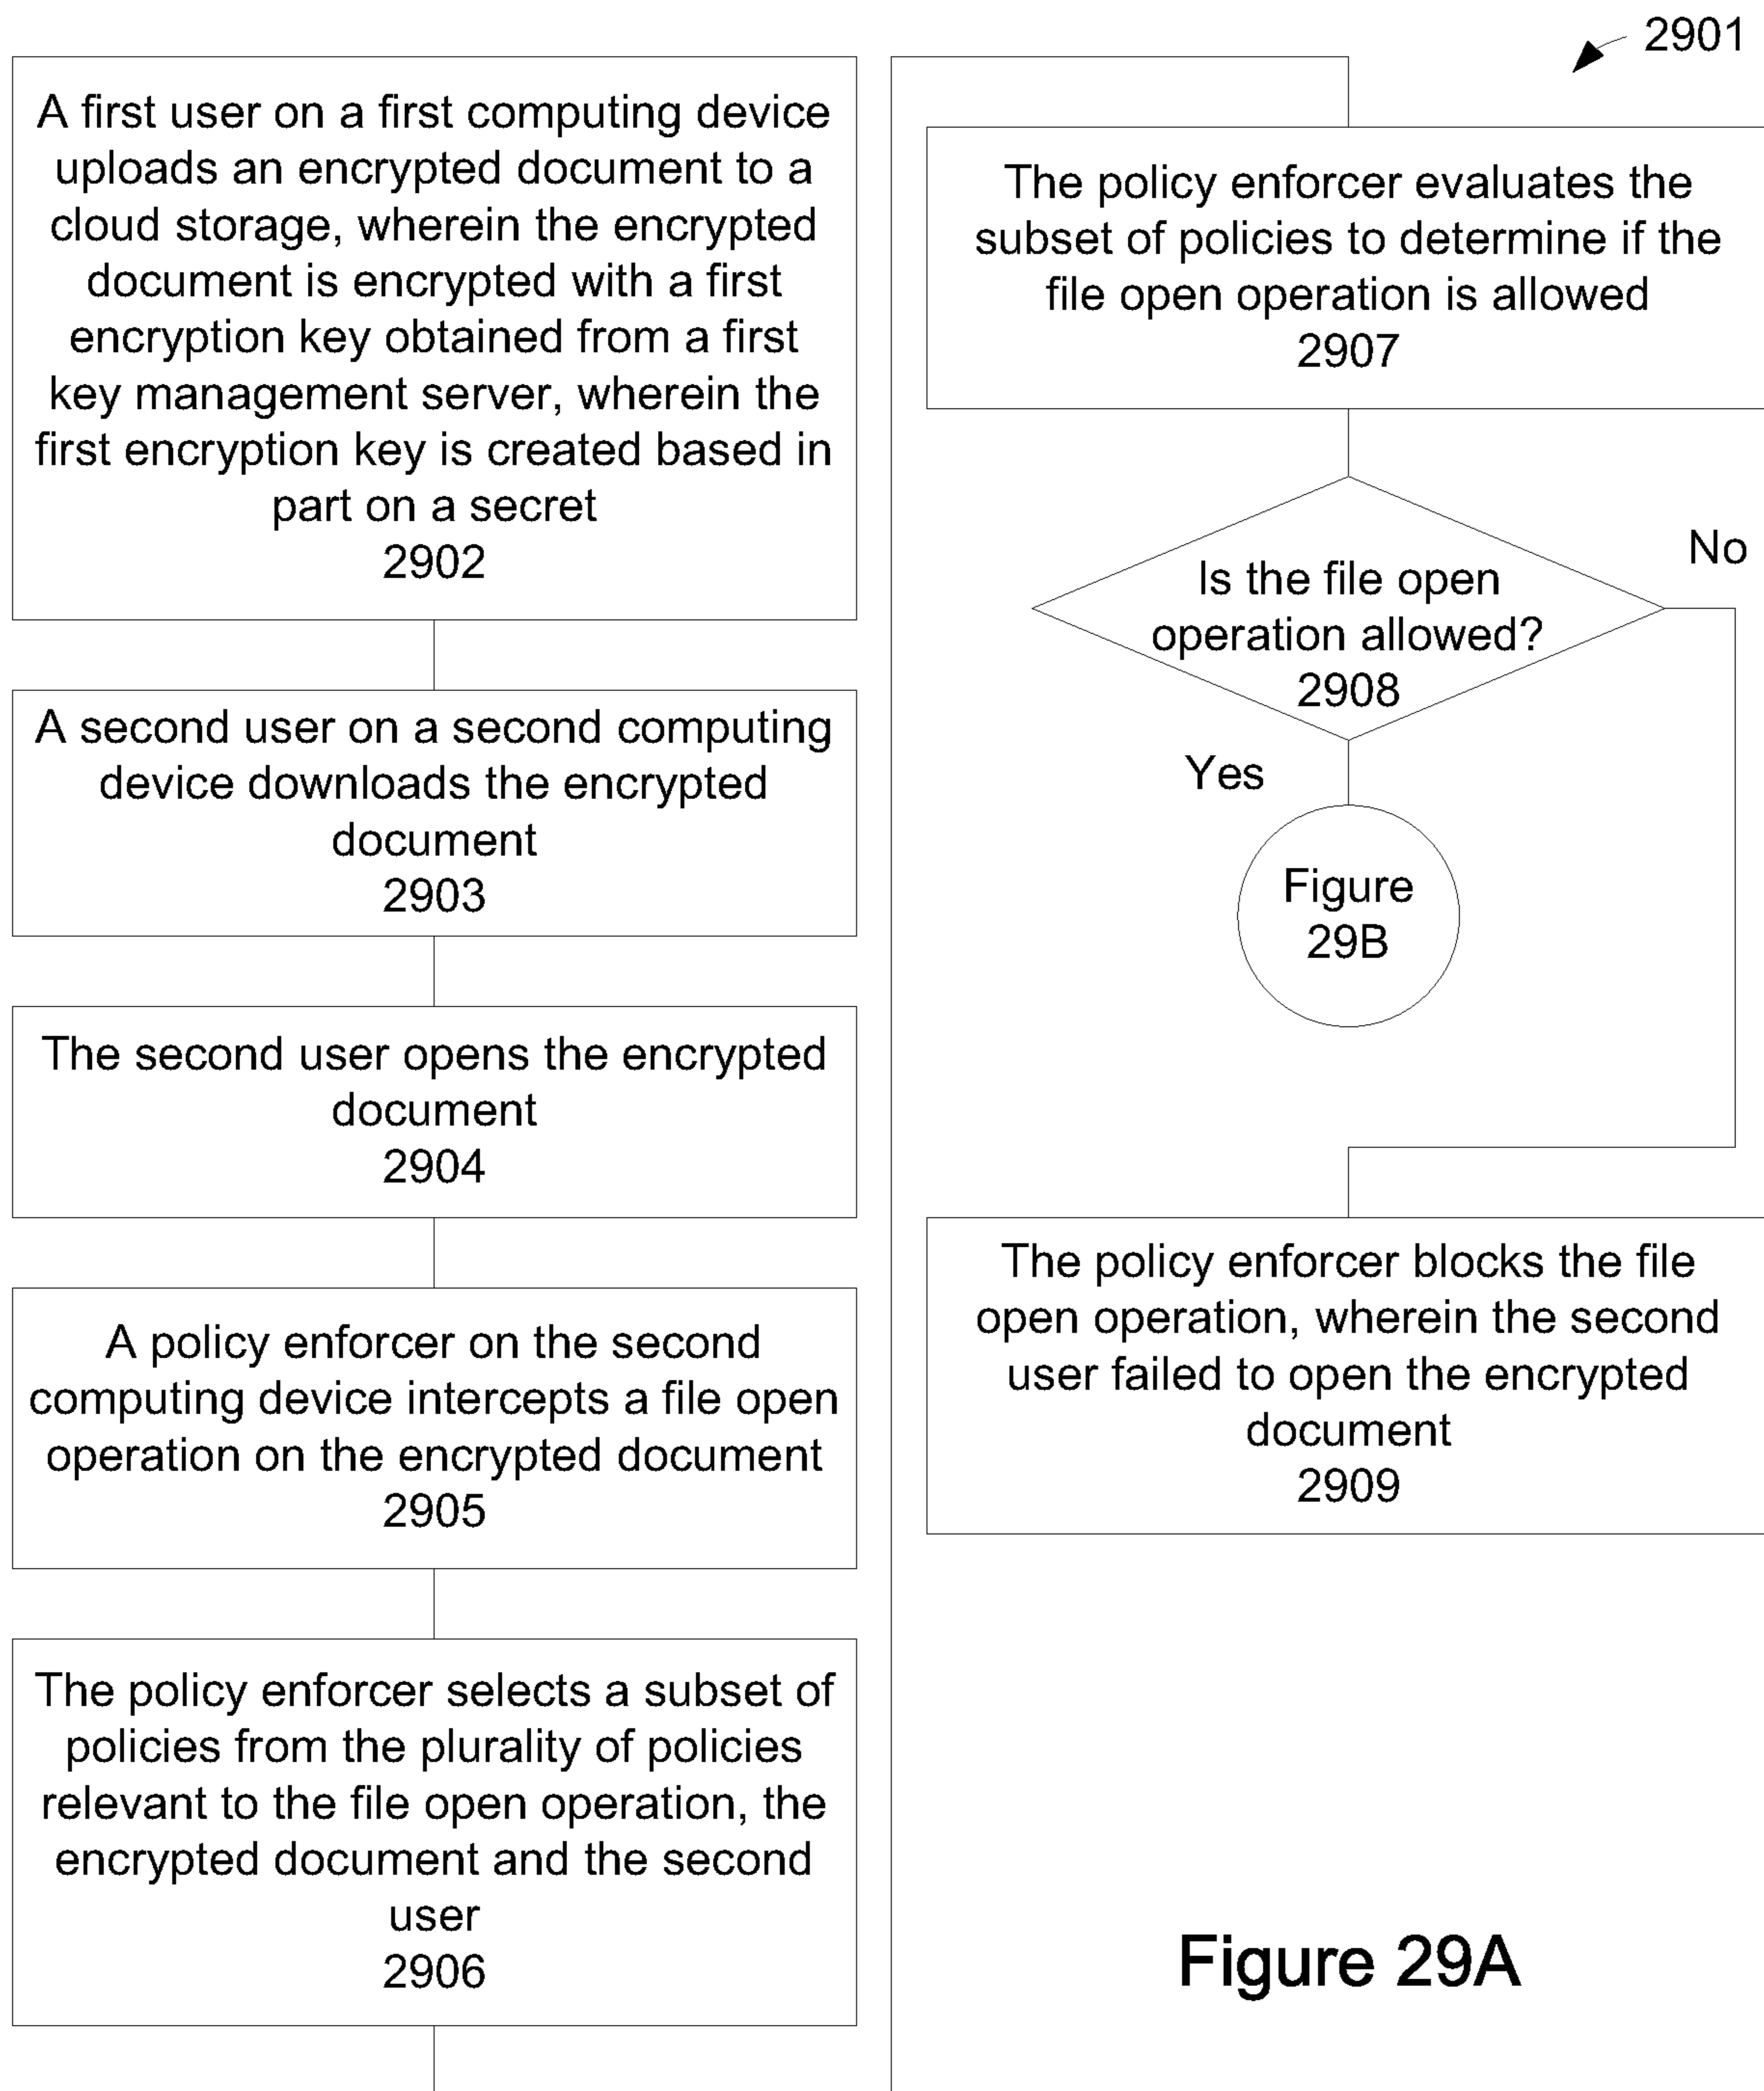 2901
A first user on a first computing device
uploads an encrypted document to a
cloud storage, wherein the encrypted
document is encrypted with a first
encryption key obtained from a first
key management server, wherein the
first encryption key is created based in
part on a secret
2902
A second user on a second computing
device downloads the encrypted
document
2903
The second user opens the encrypted
document
2904
A policy enforcer on the second
computing device intercepts a file open
operation on the encrypted document
2905
The policy enforcer selects a subset of
policies from the plurality of policies
relevant to the file open operation, the
encrypted document and the second
user
2906
The policy enforcer evaluates the
subset of policies to determine if the
file open operation is allowed
2907
Is the file open
operation allowed?
2908
No
Yes
Figure
29B
The policy enforcer blocks the file
open operation, wherein the second
user failed to open the encrypted
document
2909
Figure 29A